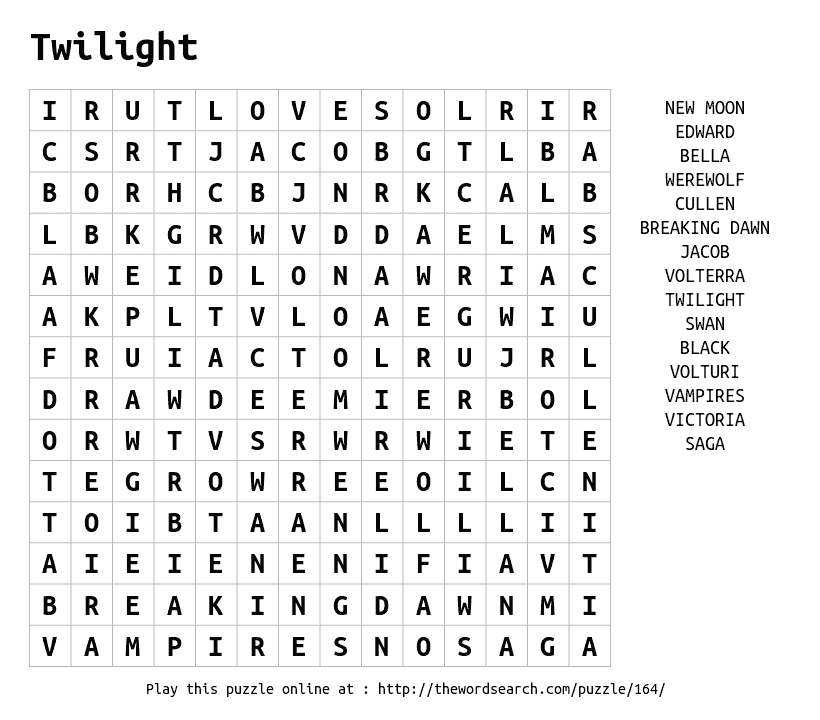 Twilight
I R U T L O V E S O L R I R
C S R T J A C O B G T L B A
B O R H C B J N R K C A L B
L B K G R W V D D A E L M S
A W E I D L O N A W R I A C
A K P L T V L O A E G W I U
F R U I A C T O L R U J R L
D R A W D E E M I E R B O L
O R W T V S R W R W I E T E
T E G R O W R E E O I L C N
T O I B T A A N L L L L I I
A I E I E N E N I F I A V T
B R E A K I N G D A W N M I
V A M P I R E S N O S A G A
NEW MOON
EDWARD
BELLA
WEREWOLF
CULLEN
BREAKING DAWN
JACOB
VOLTERRA
TWILIGHT
SWAN
BLACK
VOLTURI
VAMPIRES
VICTORIA
SAGA
Play this puzzle online at : http://thewordsearch.com/puzzle/164/